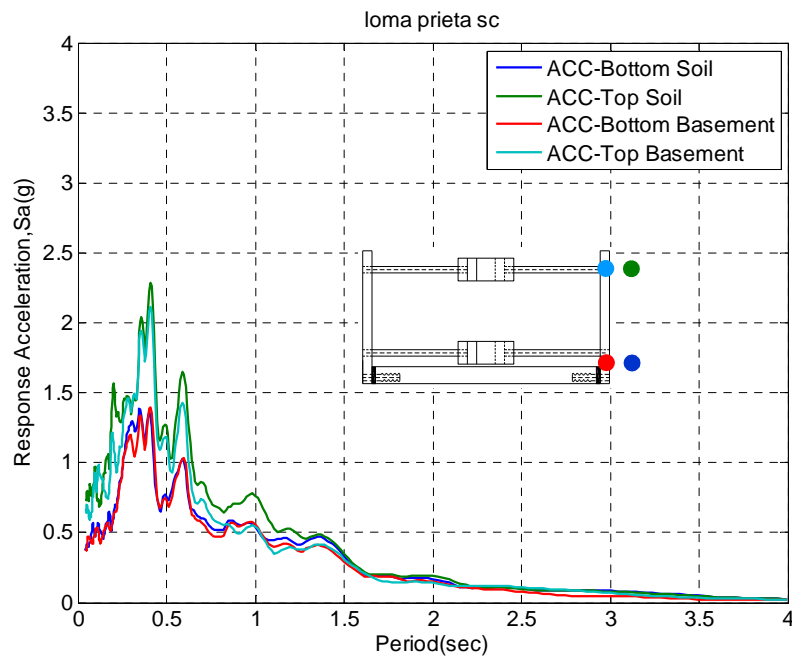 loma prieta sc
4
3.5
3
2.5
2
1.5
1
0.5
0
Response Acceleration,Sa(g)
ACC-Bottom Soil
ACC-Top Soil
ACC-Bottom Basement
ACC-Top Basement
0 0.5 1 1.5 2 2.5 3 3.5 4
Period(sec)